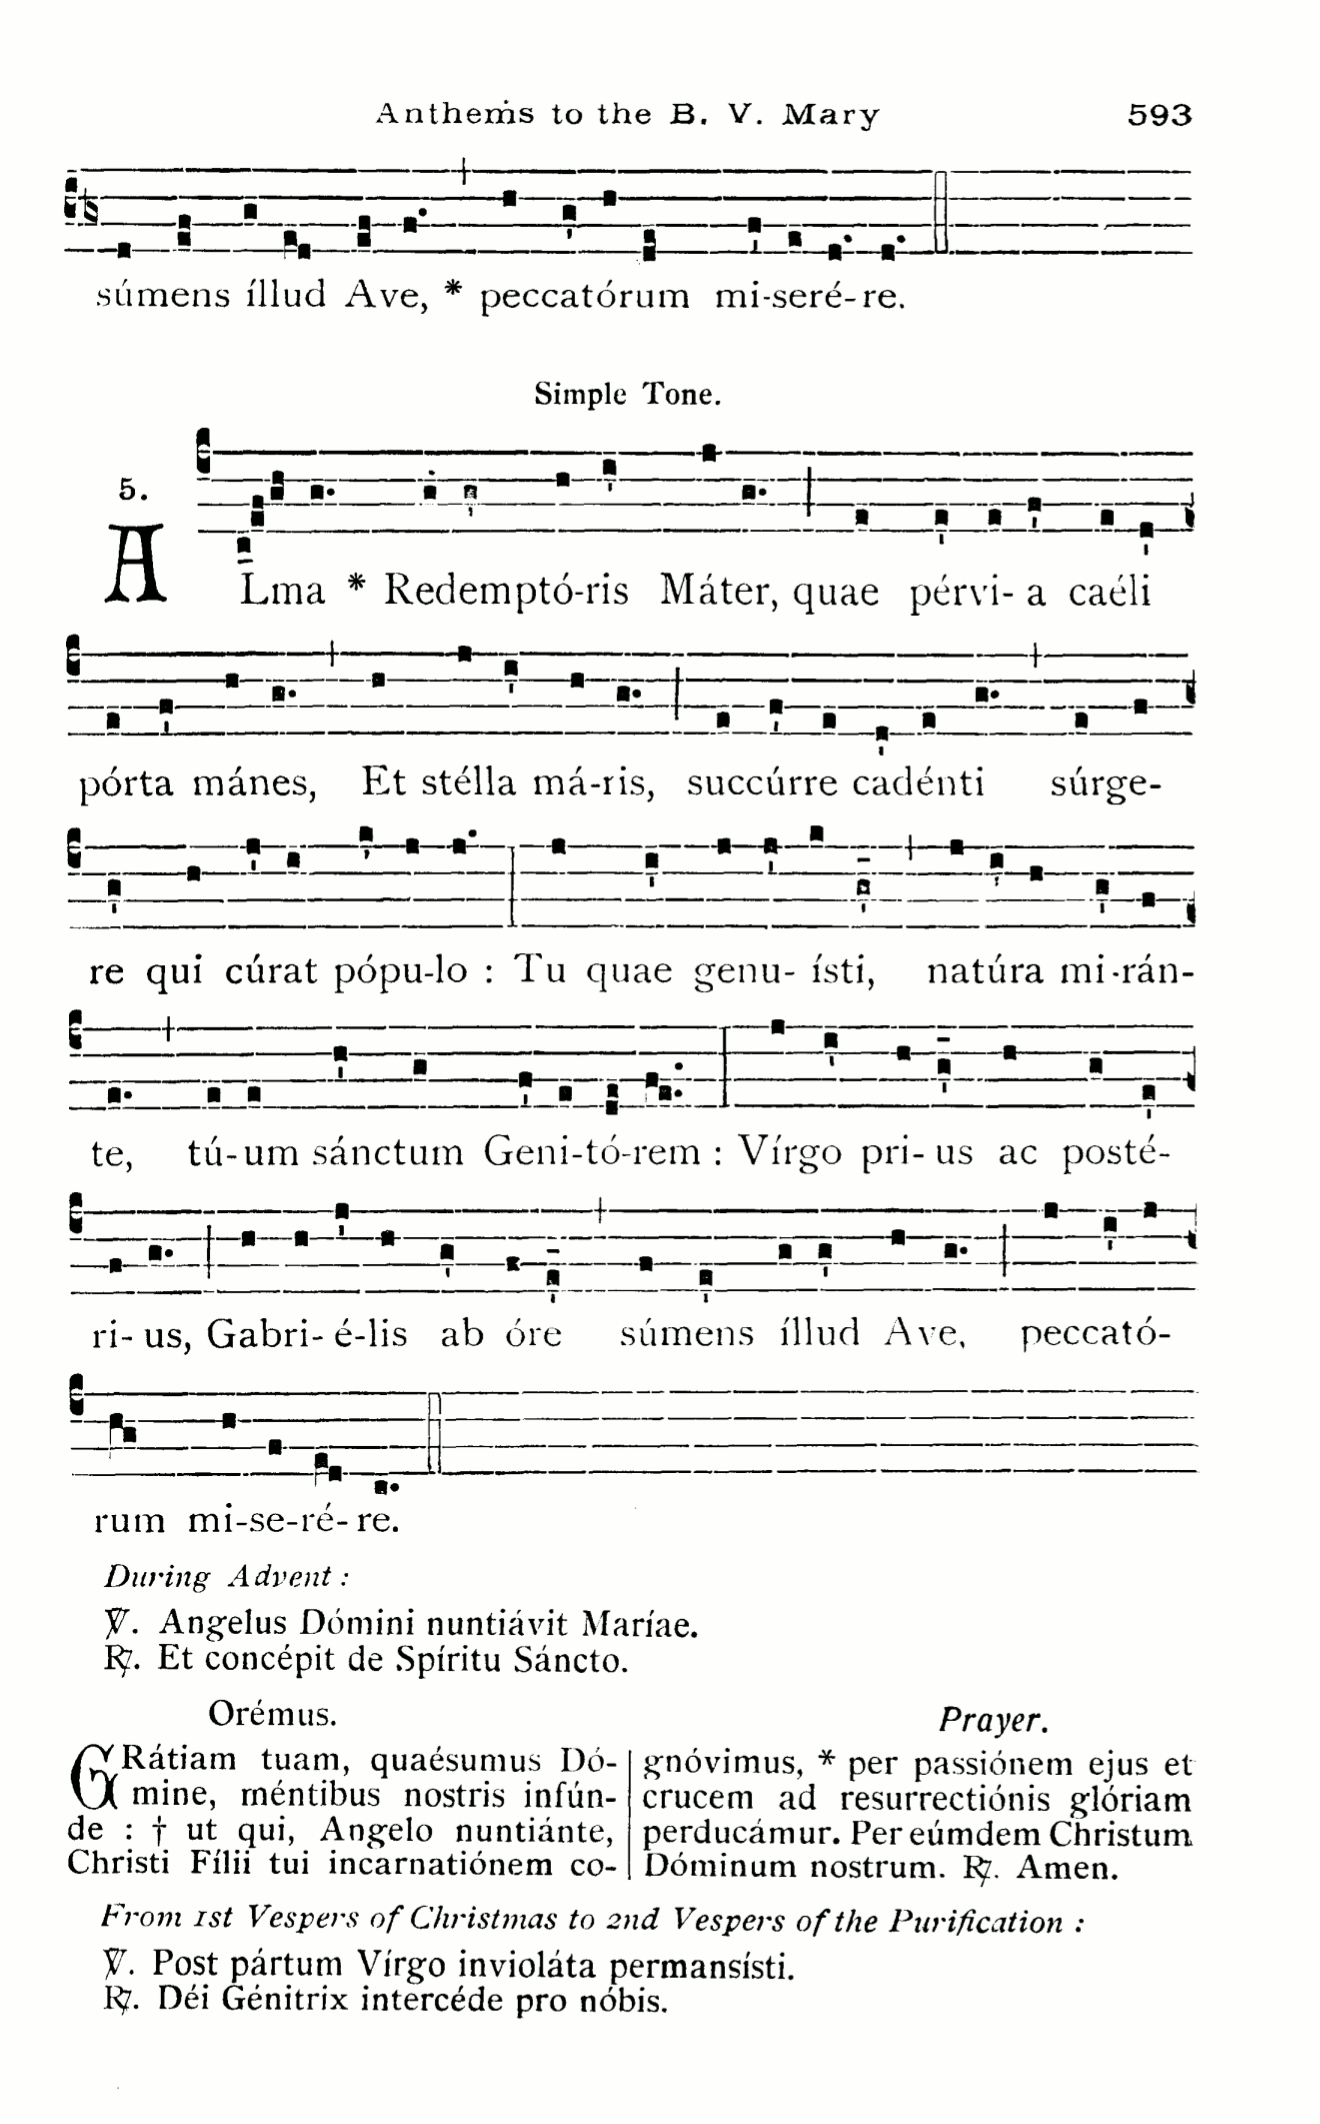 Anthems to the B. V. Mary 593
súmens íllud Ave, * peccatórum mi-seré-re.
Simple Tone.
5.
ALma * Redemptó-ris Máter, quae pérvi- a caéli
pórta mánes, Et stélla má-ris, succúrre cadénti súrge-
re qui cúrat pópu-lo : Tu quae genu- ísti, natúra mi-rán-
te, tú-um sánctum Geni-tó-rem : Vírgo pri- us ac posté-
ri- us, Gabri- é-lis ab óre súmens íllud Ave, peccató-
rum mi-se-ré- re.
During Advent :
℣. Angelus Dómini nuntiávit Maríae.
℟. Et concépit de Spíritu Sáncto.
Orémus.
GRátiam tuam, quaésumus Dó-
mine, méntibus nostris infún-
de : † ut qui, Angelo nuntiánte,
Christi Fílii tui incarnatiónem co-
Prayer.
gnóvimus, * per passiónem ejus et
crucem ad resurrectiónis glóriam
perducámur. Per eúmdem Christum
Dóminum nostrum. ℟. Amen.
From 1st Vespers of Christmas to 2nd Vespers of the Purification :
℣. Post pártum Vírgo invioláta permansísti.
℟. Déi Génitrix intercéde pro nóbis.